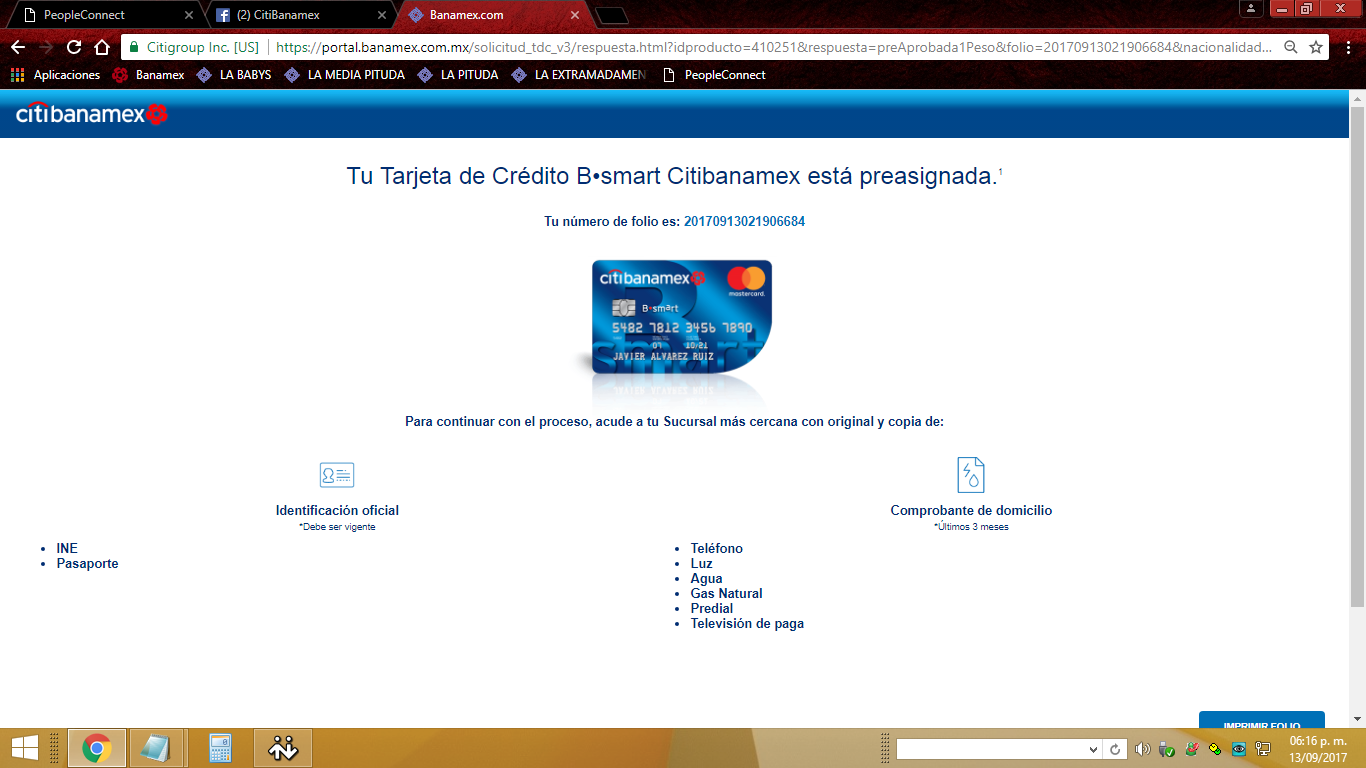 PeopleConnect
(2) CitiBanamex
Banamex.com
Citigroup Inc. [US] https://portal.banamex.com.mx/solicitud_tdc_v3/respuesta.html?idproducto=410251&respuesta=preAprobada1Peso&folio=20170913021906684&nacionalidad...
Aplicaciones Banamex LA BABYS LA MEDIA PITUDA LA PITUDA LA EXTRAMADAMEN PeopleConnect
citibanamex
Tu Tarjeta de Crédito B•smart Citibanamex está preasignada.1
Tu número de folio es: 20170913021906684
citibanamex
mastercard.
B•smart
5482 7812 3456 7890
07 10/21
JAVIER ALVAREZ RUIZ
smart
Para continuar con el proceso, acude a tu Sucursal más cercana con original y copia de:
Identificación oficial
*Debe ser vigente
• INE
• Pasaporte
Comprobante de domicilio
*Últimos 3 meses
• Teléfono
• Luz
• Agua
• Gas Natural
• Predial
• Televisión de paga
IMPRIMIR FOLIO
06:16 p. m.
13/09/2017